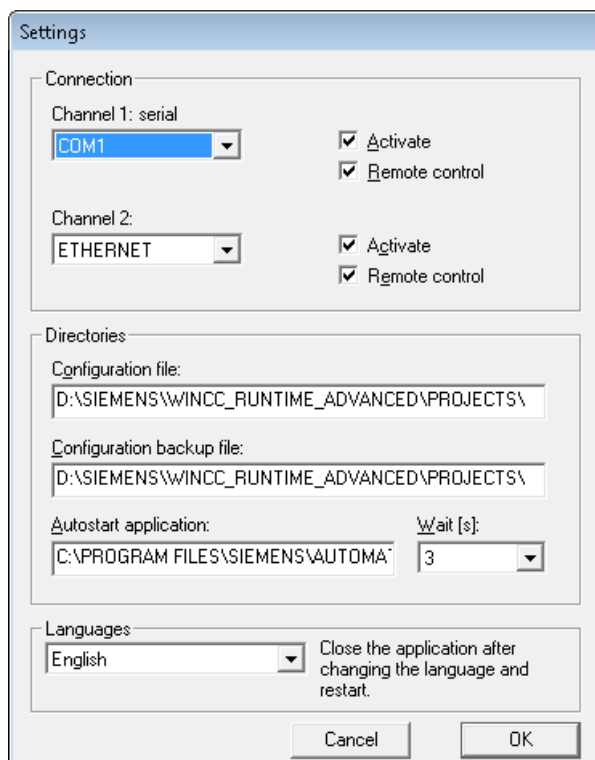 Settings
Connection
Channel 1: serial
COM1
Activate
Remote control
Channel 2:
ETHERNET
Activate
Remote control
Directories
Configuration file:
D:\SIEMENS\WINCC_RUNTIME_ADVANCED\PROJECTS\
Configuration backup file:
D:\SIEMENS\WINCC_RUNTIME_ADVANCED\PROJECTS\
Autostart application: Wait [s]:
C:\PROGRAM FILES\SIEMENS\AUTOMAT 3
Languages
English
Close the application after
changing the language and
restart.
Cancel OK